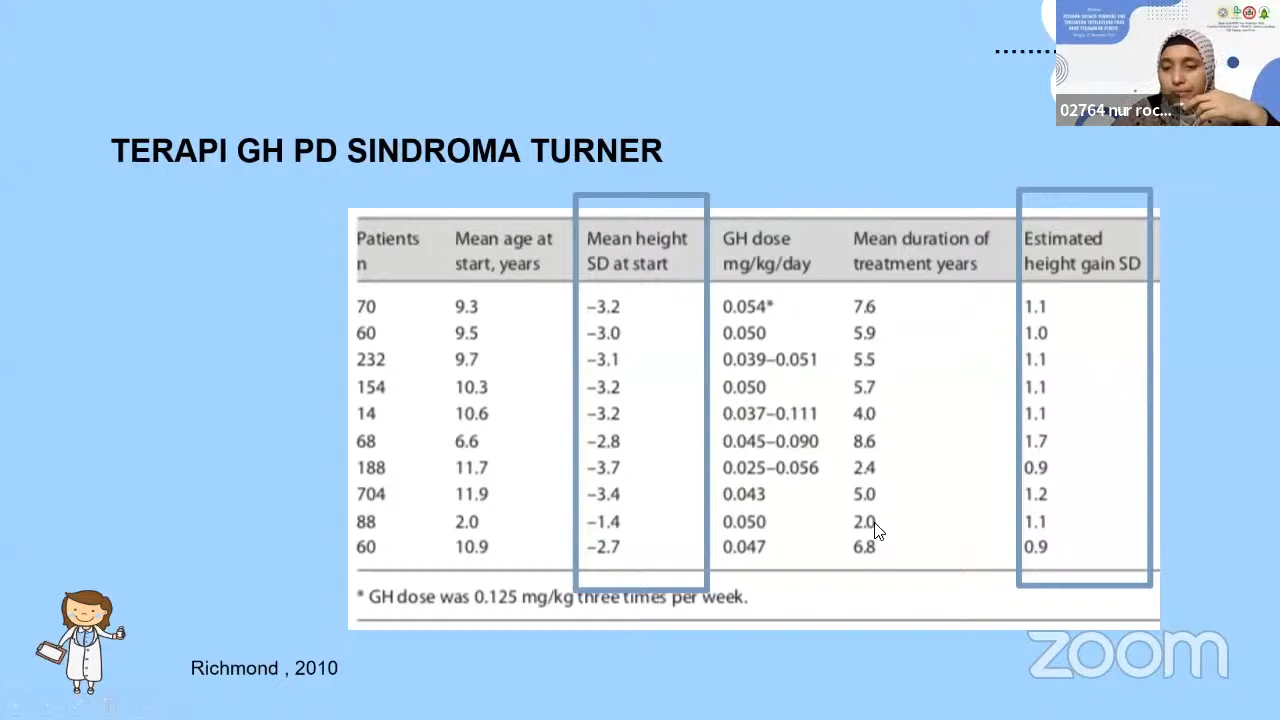 02764 nur roc...
TERAPI GH PD SINDROMA TURNER
Patients n Mean age at start, years Mean height SD at start GH dose mg/kg/day Mean duration of treatment years Estimated height gain SD
70 9.3 –3.2 0.054* 7.6 1.1
60 9.5 –3.0 0.050 5.9 1.0
232 9.7 –3.1 0.039–0.051 5.5 1.1
154 10.3 –3.2 0.050 5.7 1.1
14 10.6 –3.2 0.037–0.111 4.0 1.1
68 6.6 –2.8 0.045–0.090 8.6 1.7
188 11.7 –3.7 0.025–0.056 2.4 0.9
704 11.9 –3.4 0.043 5.0 1.2
88 2.0 –1.4 0.050 2.0 1.1
60 10.9 –2.7 0.047 6.8 0.9
* GH dose was 0.125 mg/kg three times per week.
zoom
Richmond , 2010